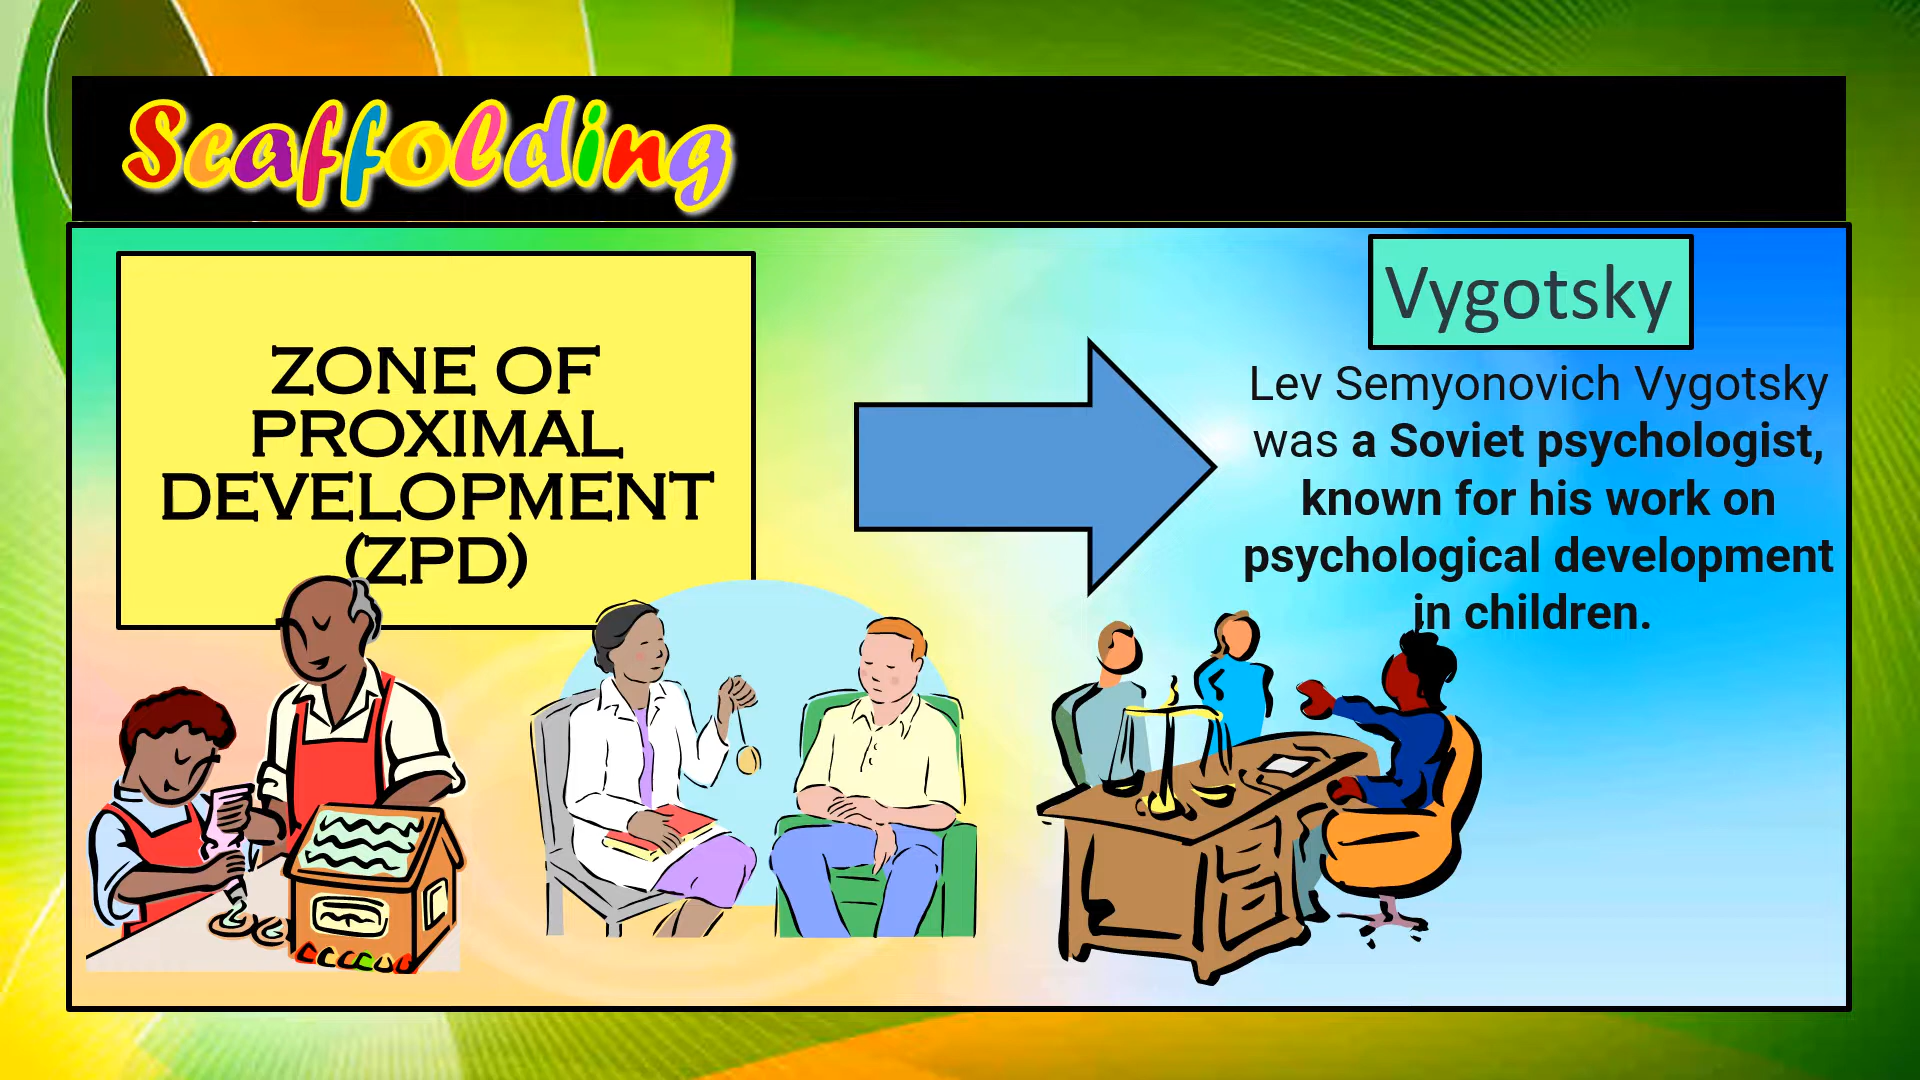 Scaffolding
ZONE OF
PROXIMAL
DEVELOPMENT
(ZPD)
Vygotsky
Lev Semyonovich Vygotsky
was a Soviet psychologist,
known for his work on
psychological development
in children.